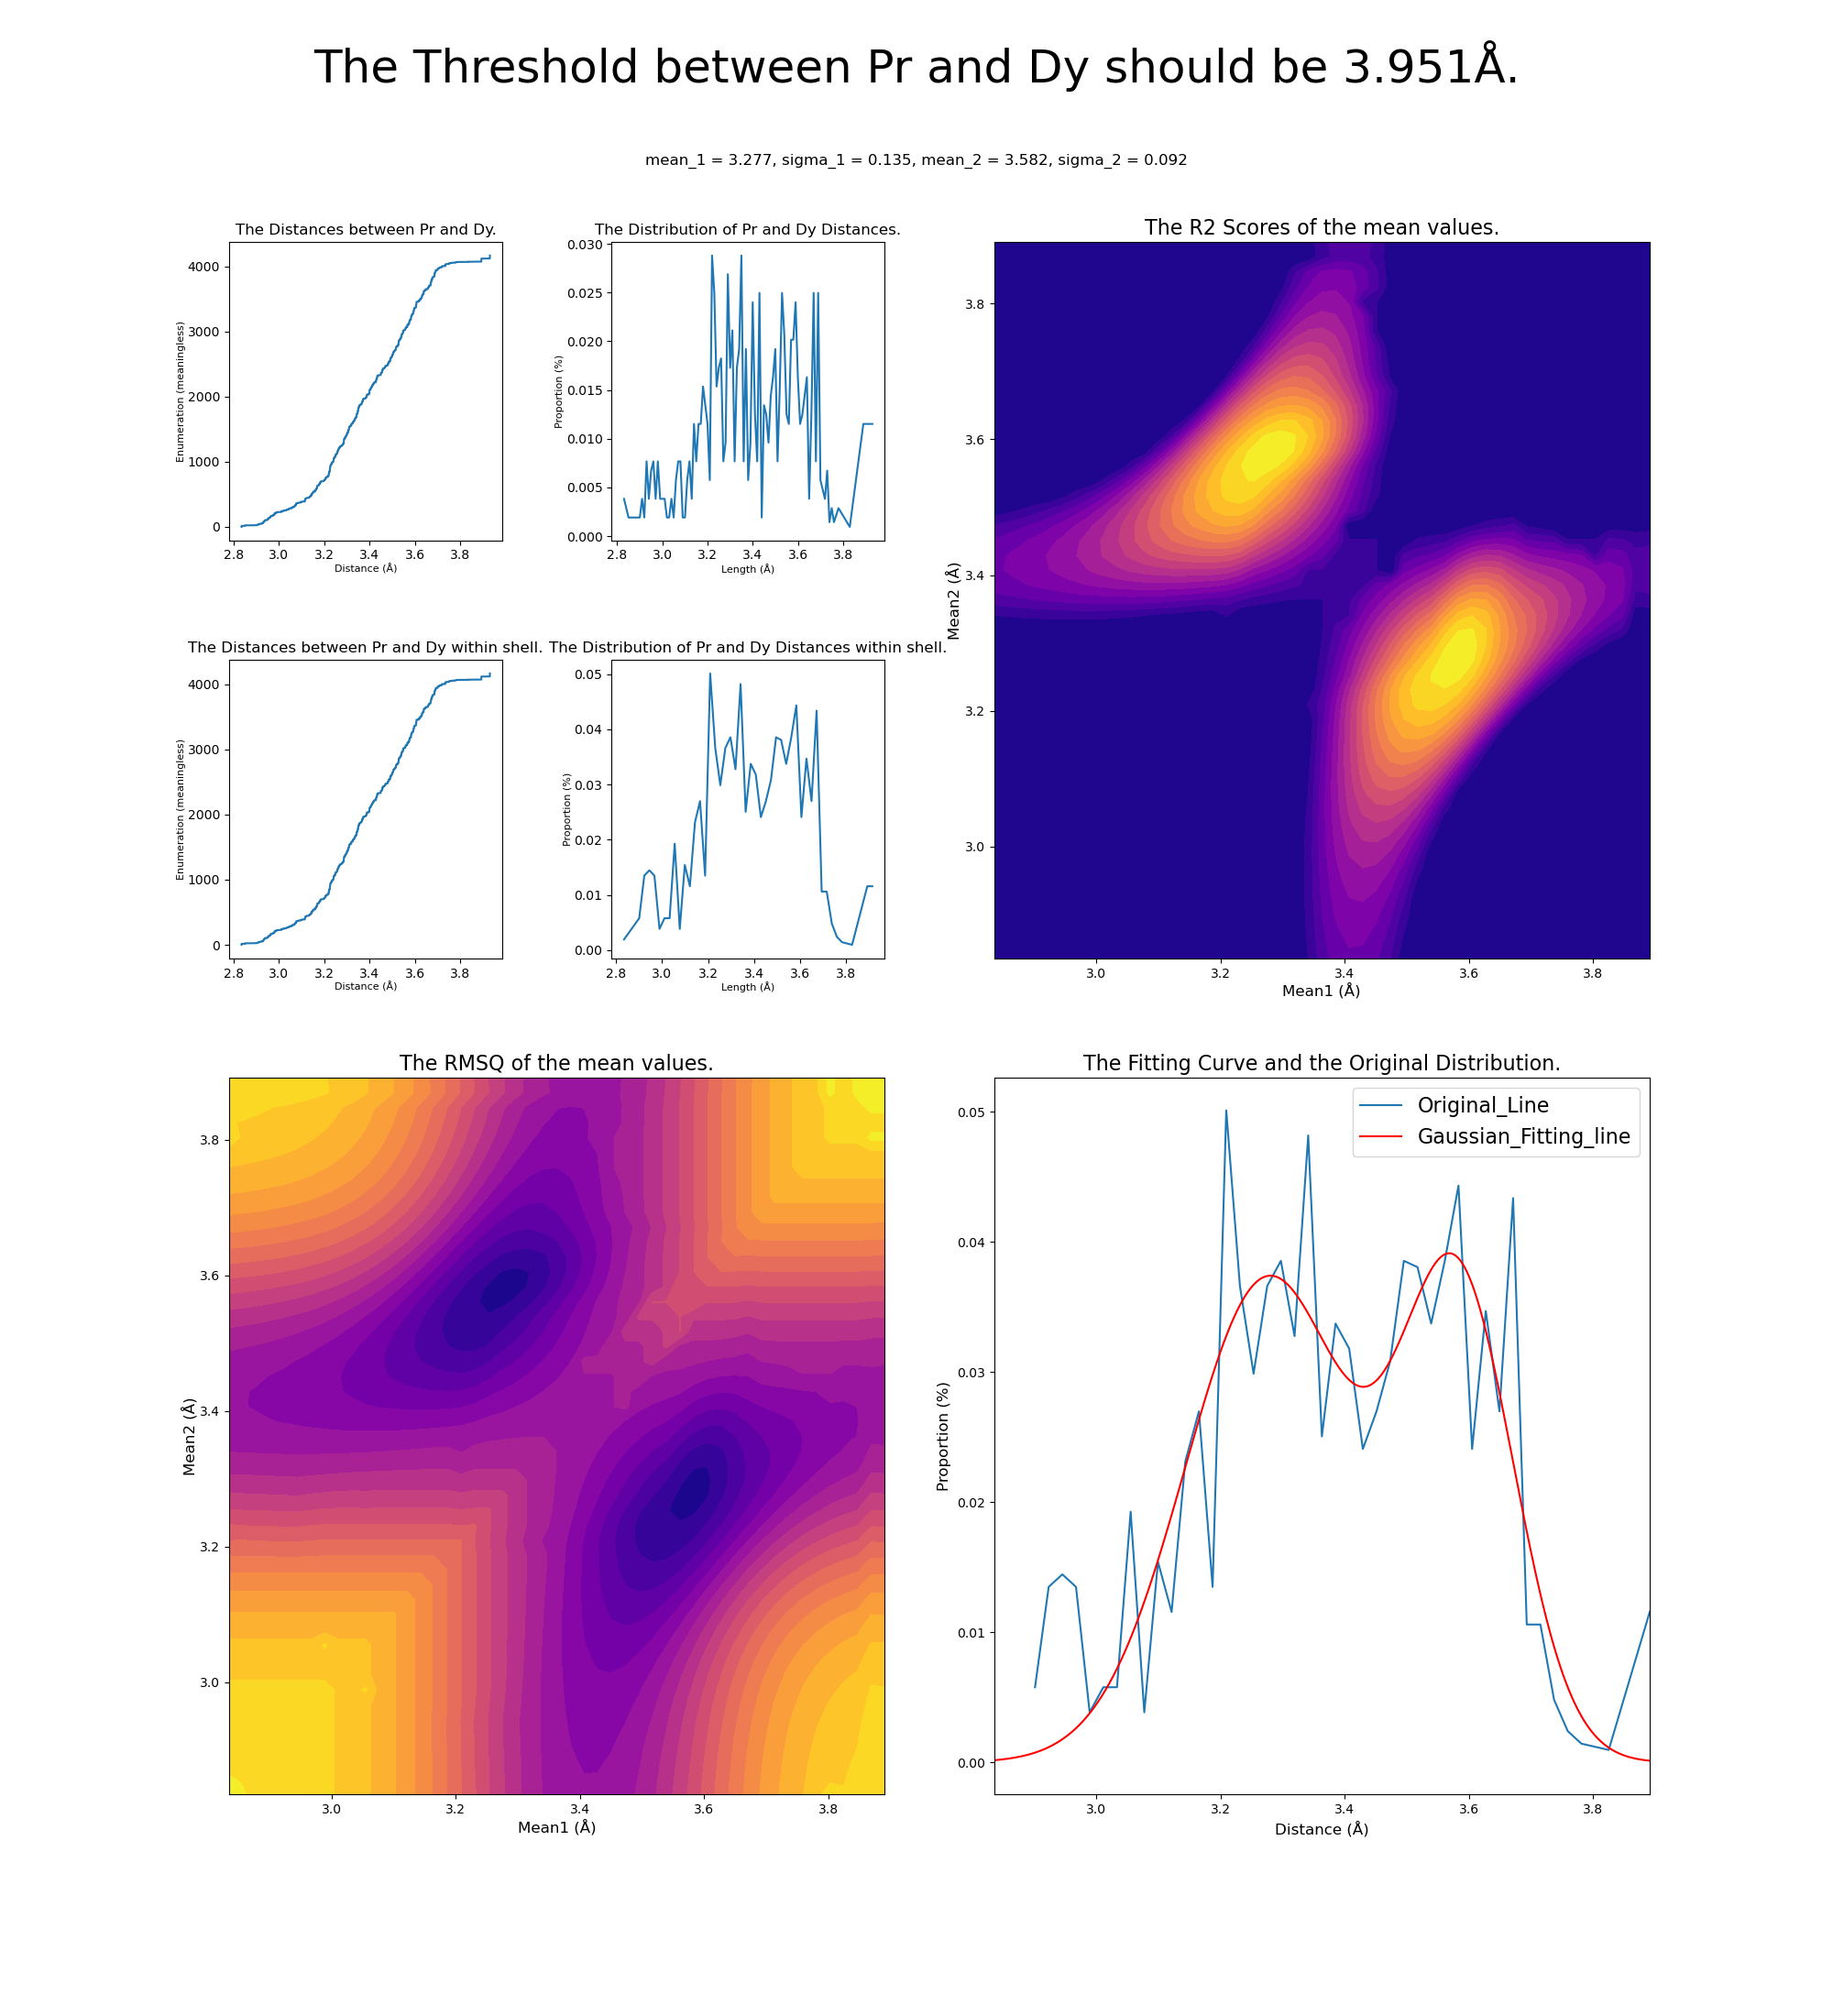 The Threshold between Pr and Dy should be 3.951Å.
mean_1 = 3.277, sigma_1 = 0.135, mean_2 = 3.582, sigma_2 = 0.092
The Distances between Pr and Dy.
Enumeration (meaningless)
4000
3000
2000
1000
0
2.8 3.0 3.2 3.4 3.6 3.8
Distance (Å)
The Distribution of Pr and Dy Distances.
Proportion (%)
0.030
0.025
0.020
0.015
0.010
0.005
0.000
2.8 3.0 3.2 3.4 3.6 3.8
Length (Å)
The R2 Scores of the mean values.
Mean2 (Å)
3.8
3.6
3.4
3.2
3.0
3.0 3.2 3.4 3.6 3.8
Mean1 (Å)
The Distances between Pr and Dy within shell.
Enumeration (meaningless)
4000
3000
2000
1000
0
2.8 3.0 3.2 3.4 3.6 3.8
Distance (Å)
The Distribution of Pr and Dy Distances within shell.
Proportion (%)
0.05
0.04
0.03
0.02
0.01
0.00
2.8 3.0 3.2 3.4 3.6 3.8
Length (Å)
The RMSQ of the mean values.
Mean2 (Å)
3.8
3.6
3.4
3.2
3.0
3.0 3.2 3.4 3.6 3.8
Mean1 (Å)
The Fitting Curve and the Original Distribution.
Original_Line
Gaussian_Fitting_line
Proportion (%)
0.05
0.04
0.03
0.02
0.01
0.00
3.0 3.2 3.4 3.6 3.8
Distance (Å)